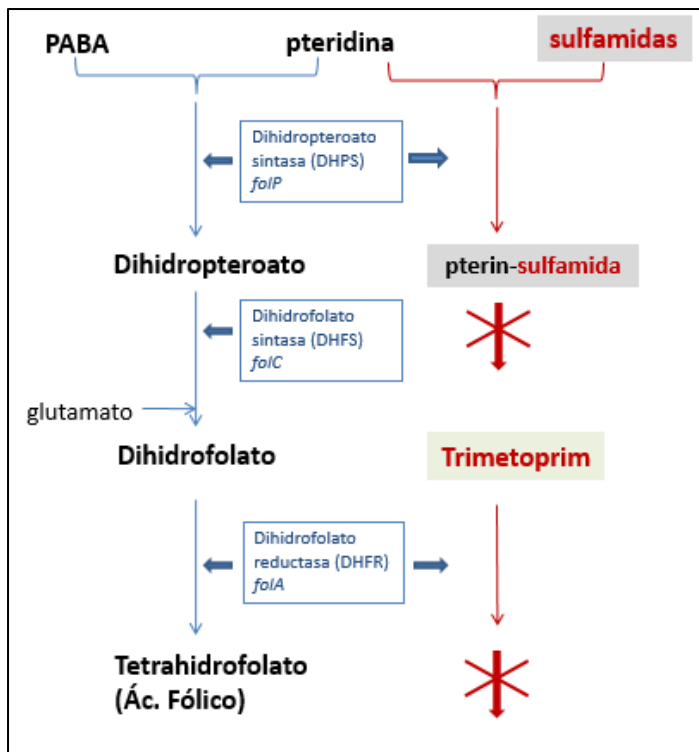 PABA
pteridina
sulfamidas
Dihidropteroato
sintasa (DHPS)
folP
Dihidropteroato
pterin-sulfamida
Dihidrofolato
sintasa (DHFS)
folC
glutamato
Dihidrofolato
Trimetoprim
Dihidrofolato
reductasa (DHFR)
folA
Tetrahidrofolato
(Ác. Fólico)